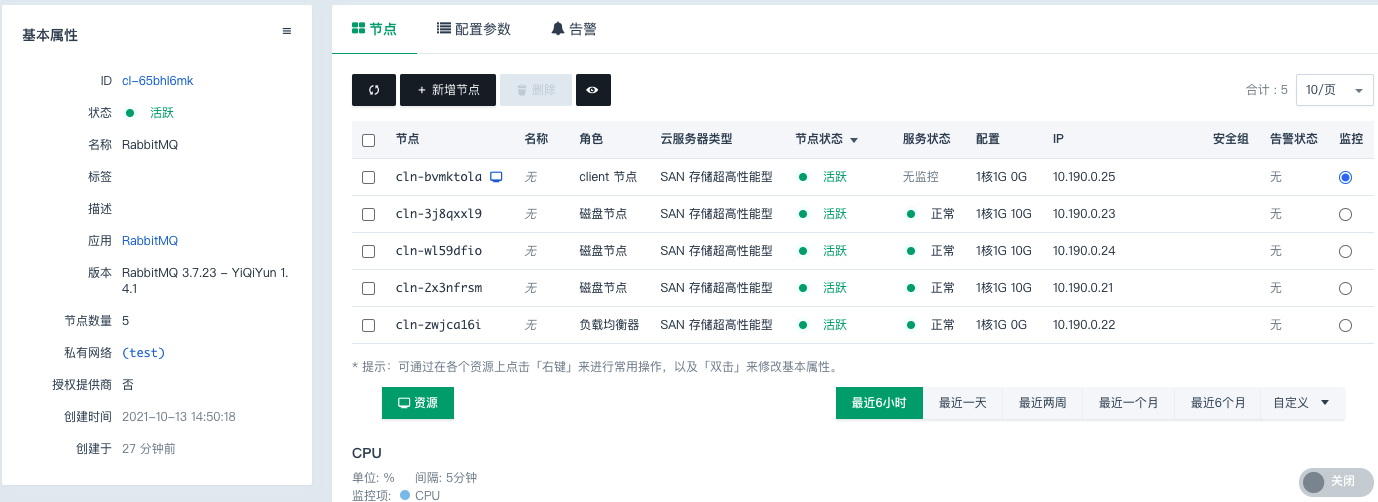 基本属性
ID cl-65bhl6mk
状态 活跃
名称 RabbitMQ
标签
描述
应用 RabbitMQ
版本 RabbitMQ 3.7.23 - YiQiYun 1.
4.1
节点数量 5
私有网络 (test)
授权提供商 否
创建时间 2021-10-13 14:50:18
创建于 27 分钟前
节点 配置参数 告警
+ 新增节点 删除 合计 : 5 10/页
节点 名称 角色 云服务器类型 节点状态 服务状态 配置 IP 安全组 告警状态 监控
cln-bvmktola 无 client 节点 SAN 存储超高性能型 活跃 无监控 1核1G 0G 10.190.0.25 无
cln-3j8qxxl9 无 磁盘节点 SAN 存储超高性能型 活跃 正常 1核1G 10G 10.190.0.23 无
cln-wl59dfio 无 磁盘节点 SAN 存储超高性能型 活跃 正常 1核1G 10G 10.190.0.24 无
cln-2x3nfrsm 无 磁盘节点 SAN 存储超高性能型 活跃 正常 1核1G 10G 10.190.0.21 无
cln-zwjca16i 无 负载均衡器 SAN 存储超高性能型 活跃 正常 1核1G 0G 10.190.0.22 无
* 提示：可通过在各个资源上点击「右键」来进行常用操作，以及「双击」来修改基本属性。
资源 最近6小时 最近一天 最近两周 最近一个月 最近6个月 自定义
CPU
单位: % 间隔: 5分钟
监控项: CPU
关闭